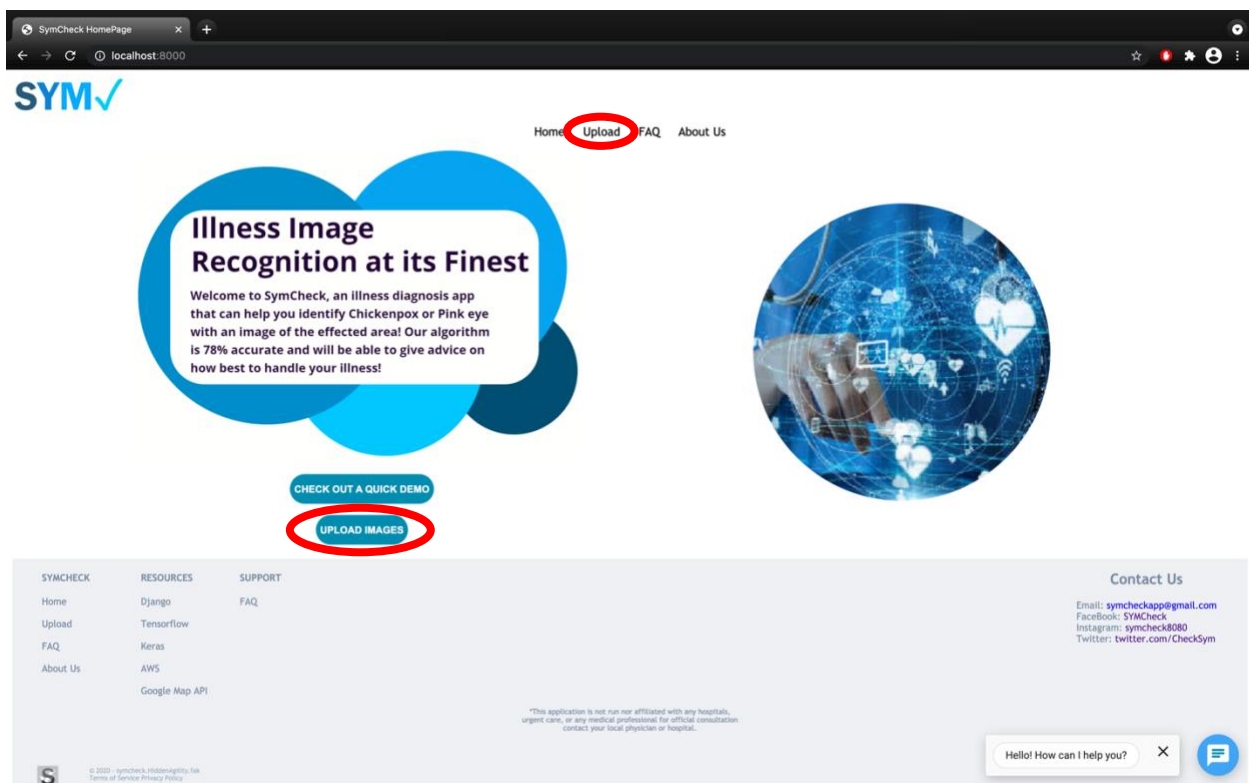 SymCheck HomePage
localhost:8000
SYM
Home Upload FAQ About Us
Illness Image
Recognition at its Finest
Welcome to SymCheck, an illness diagnosis app
that can help you identify Chickenpox or Pink eye
with an image of the effected area! Our algorithm
is 78% accurate and will be able to give advice on
how best to handle your illness!
CHECK OUT A QUICK DEMO
UPLOAD IMAGES
SYMCHECK
Home
Upload
FAQ
About Us
RESOURCES
Django
Tensorflow
Keras
AWS
Google Map API
SUPPORT
FAQ
Contact Us
Email: symcheckapp@gmail.com
FaceBook: SYMCheck
Instagram: symcheck8080
Twitter: twitter.com/CheckSym
*This application is not run nor affiliated with any hospitals,
urgent care, or any medical professional for official consultation
contact your local physician or hospital.
S
© 2020 -
Terms of Service Privacy Policy
Hello! How can I help you?